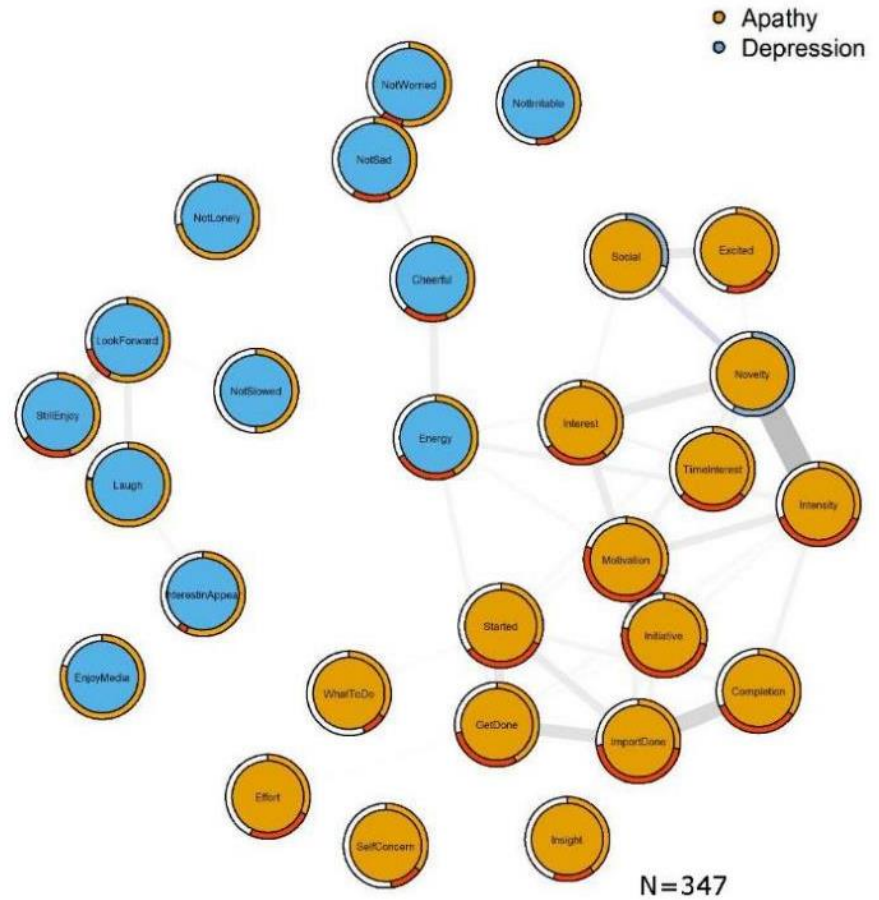 Apathy
Depression
NotWorried
NotIrritable
NotSad
NotLonely
Social
Excited
Cheerful
LookForward
Novelty
NotSlowed
StillEnjoy
Interest
Energy
TimeInterest
Laugh
Intensity
Motivation
InterestinAppear
Started
Initiative
EnjoyMedia
WhatToDo
Completion
GetDone
ImportDone
Effort
SelfConcern
Insight
N=347